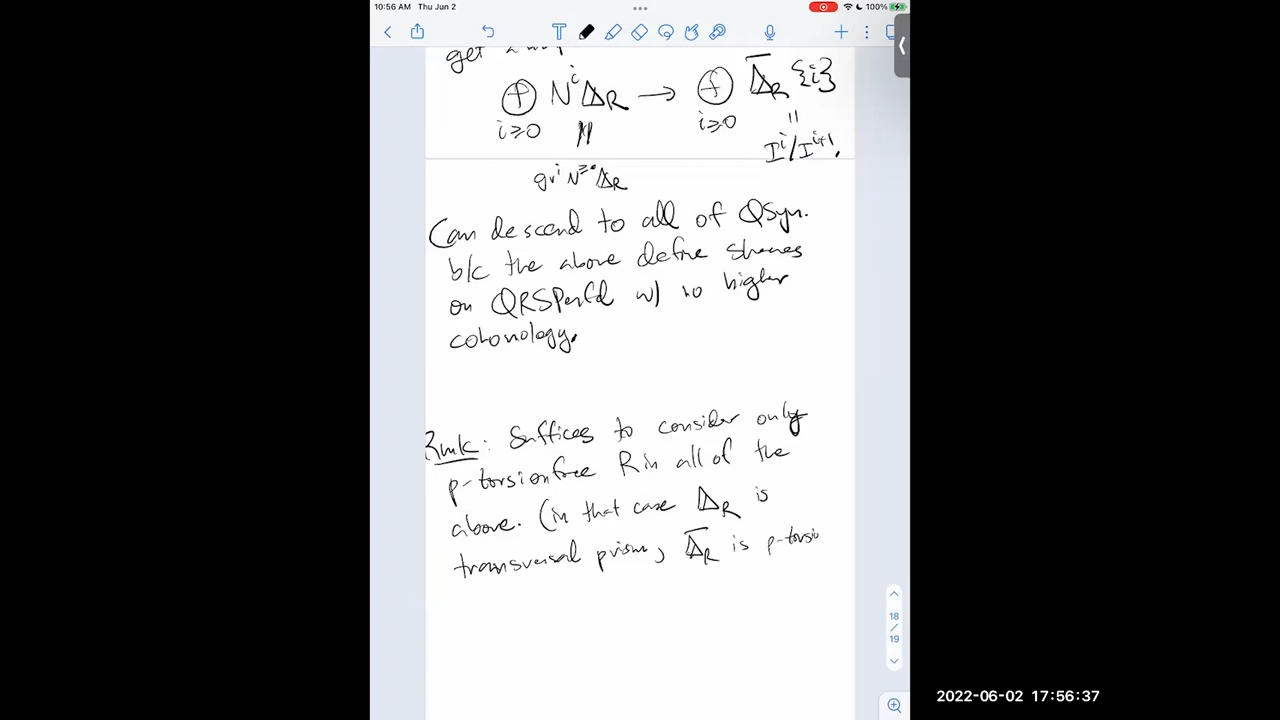 10:56 AM Thu Jun 2
100%
get
⊕ N^i Δ_R → ⊕ Δ̅_R {i}
i≥0 || i≥0 ||
I^i/I^{i+1}.
gr^i N^{≥•} Δ_R
Can descend to all of QSyn.
b/c the above define sheaves
on QRSPerfd w/ no higher
cohomology.
Rmk: Suffices to consider only
p-torsionfree R in all of the
above. (in that case Δ_R is
transversal prism, Δ̅_R is p-torsio
18
/
19
2022-06-02 17:56:37